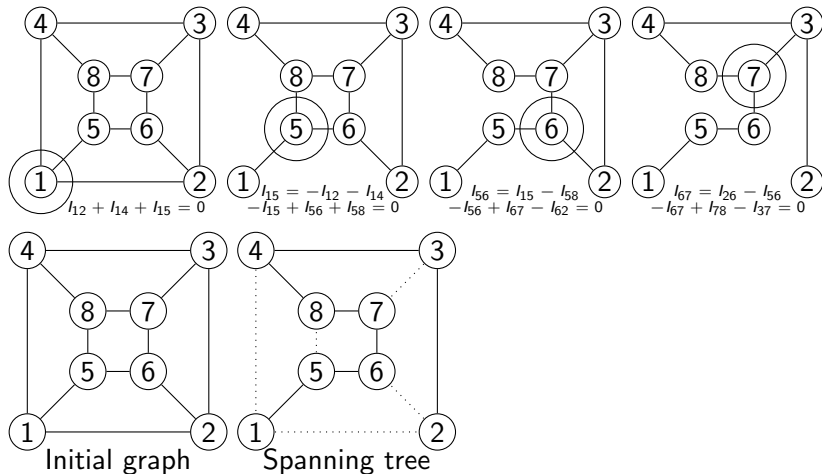 4 3 4 3 4 3 4 3
8 7 8 7 8 7 8 7
5 6 5 6 5 6 5 6
1 2 1 2 2 1 2
I12 + I14 + I15 = 0
I15 = −I12 − I14
−I15 + I56 + I58 = 0
I56 = I15 − I58
−I56 + I67 − I62 = 0
I67 = I26 − I56
−I67 + I78 − I37 = 0
4 3 4 3
8 7 8 7
5 6 5 6
1 2 1 2
Initial graph
Spanning tree